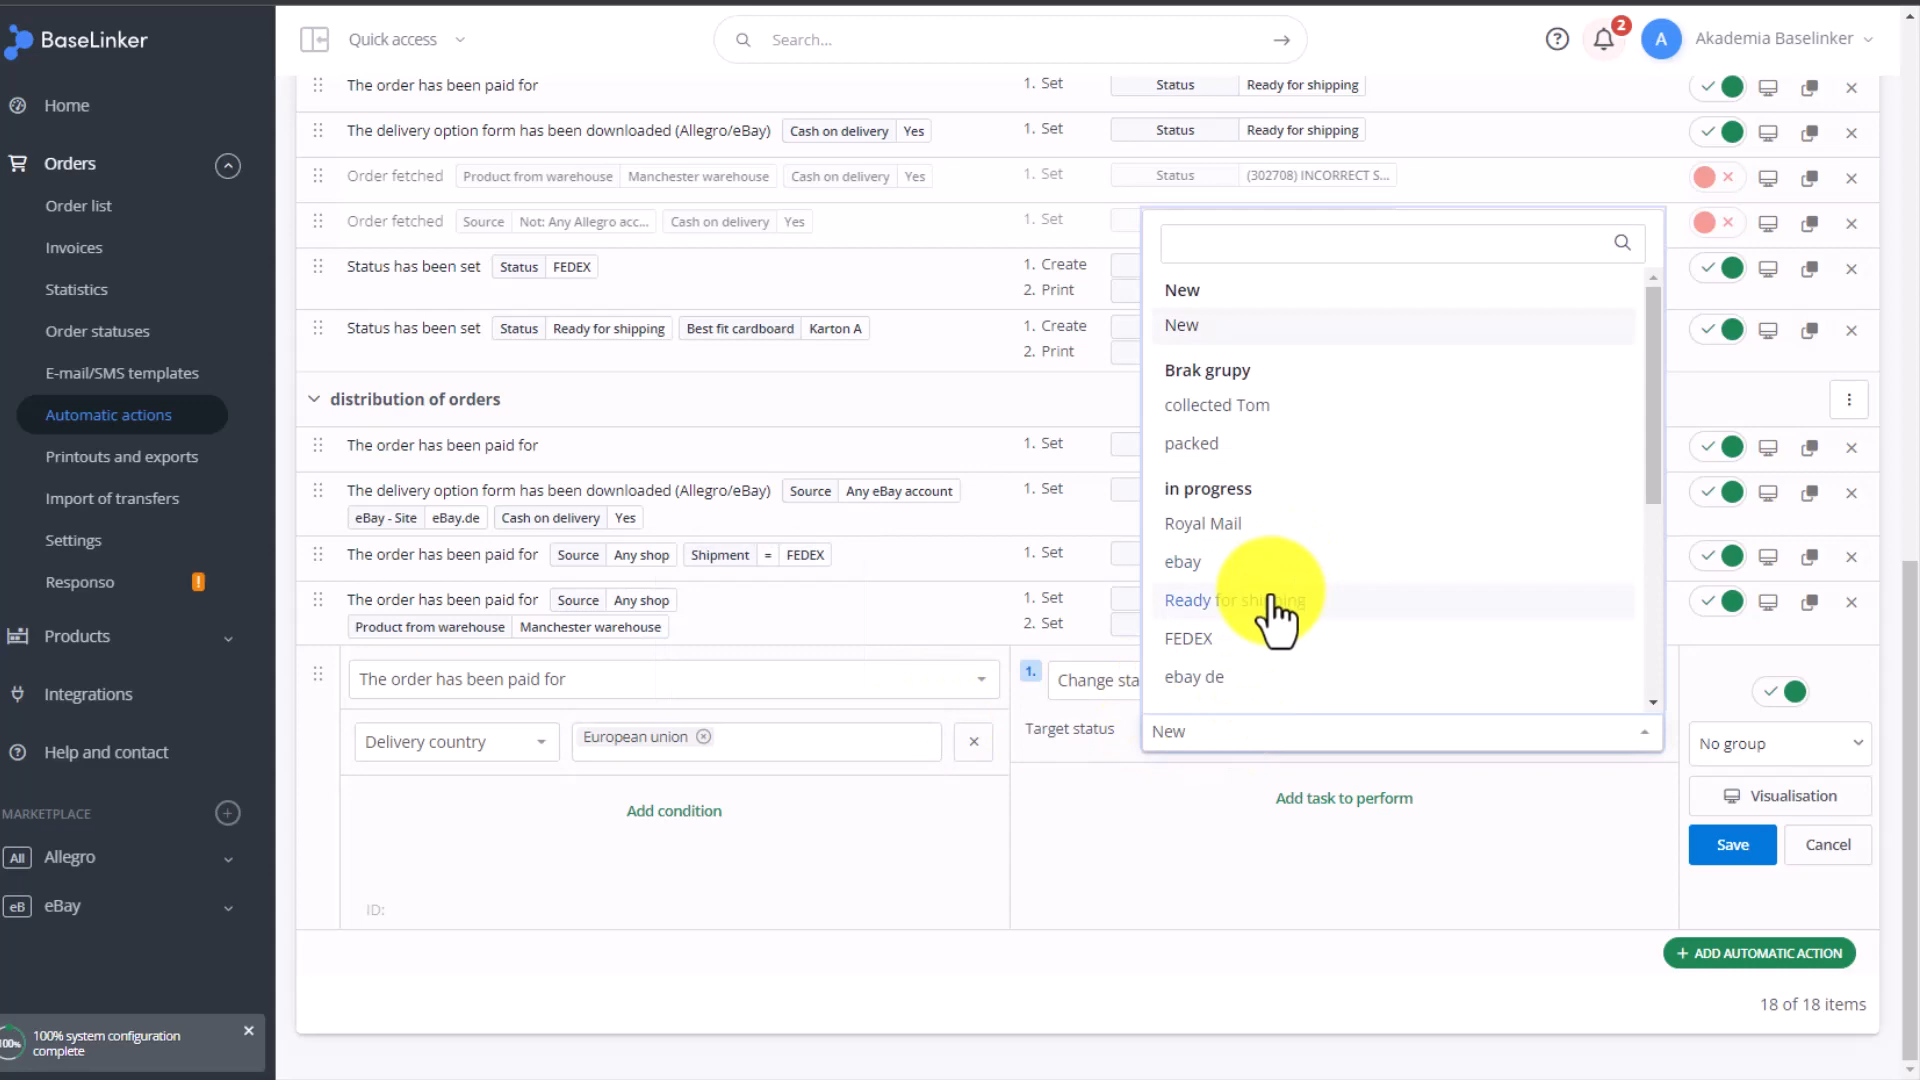 BaseLinker
Quick access
Search...
2
A
Akademia Baselinker
Home
Orders
Order list
Invoices
Statistics
Order statuses
E-mail/SMS templates
Automatic actions
Printouts and exports
Import of transfers
Settings
Responso
!
Products
Integrations
Help and contact
MARKETPLACE
All Allegro
eB eBay
100% 100% system configuration
complete
The order has been paid for 1. Set Status Ready for shipping
The delivery option form has been downloaded (Allegro/eBay) Cash on delivery Yes 1. Set Status Ready for shipping
Order fetched Product from warehouse Manchester warehouse Cash on delivery Yes 1. Set Status (302708) INCORRECT S...
Order fetched Source Not: Any Allegro acc... Cash on delivery Yes 1. Set
Status has been set Status FEDEX 1. Create
2. Print
Status has been set Status Ready for shipping Best fit cardboard Karton A 1. Create
2. Print
distribution of orders
The order has been paid for 1. Set
The delivery option form has been downloaded (Allegro/eBay) Source Any eBay account 1. Set
eBay - Site eBay.de Cash on delivery Yes
The order has been paid for Source Any shop Shipment = FEDEX 1. Set
The order has been paid for Source Any shop 1. Set
Product from warehouse Manchester warehouse 2. Set
The order has been paid for
Delivery country European union
Add condition
ID:
1. Change sta
Target status New
New
New
Brak grupy
collected Tom
packed
in progress
Royal Mail
ebay
Ready for shipping
FEDEX
ebay de
Add task to perform
No group
Visualisation
Save Cancel
+ ADD AUTOMATIC ACTION
18 of 18 items